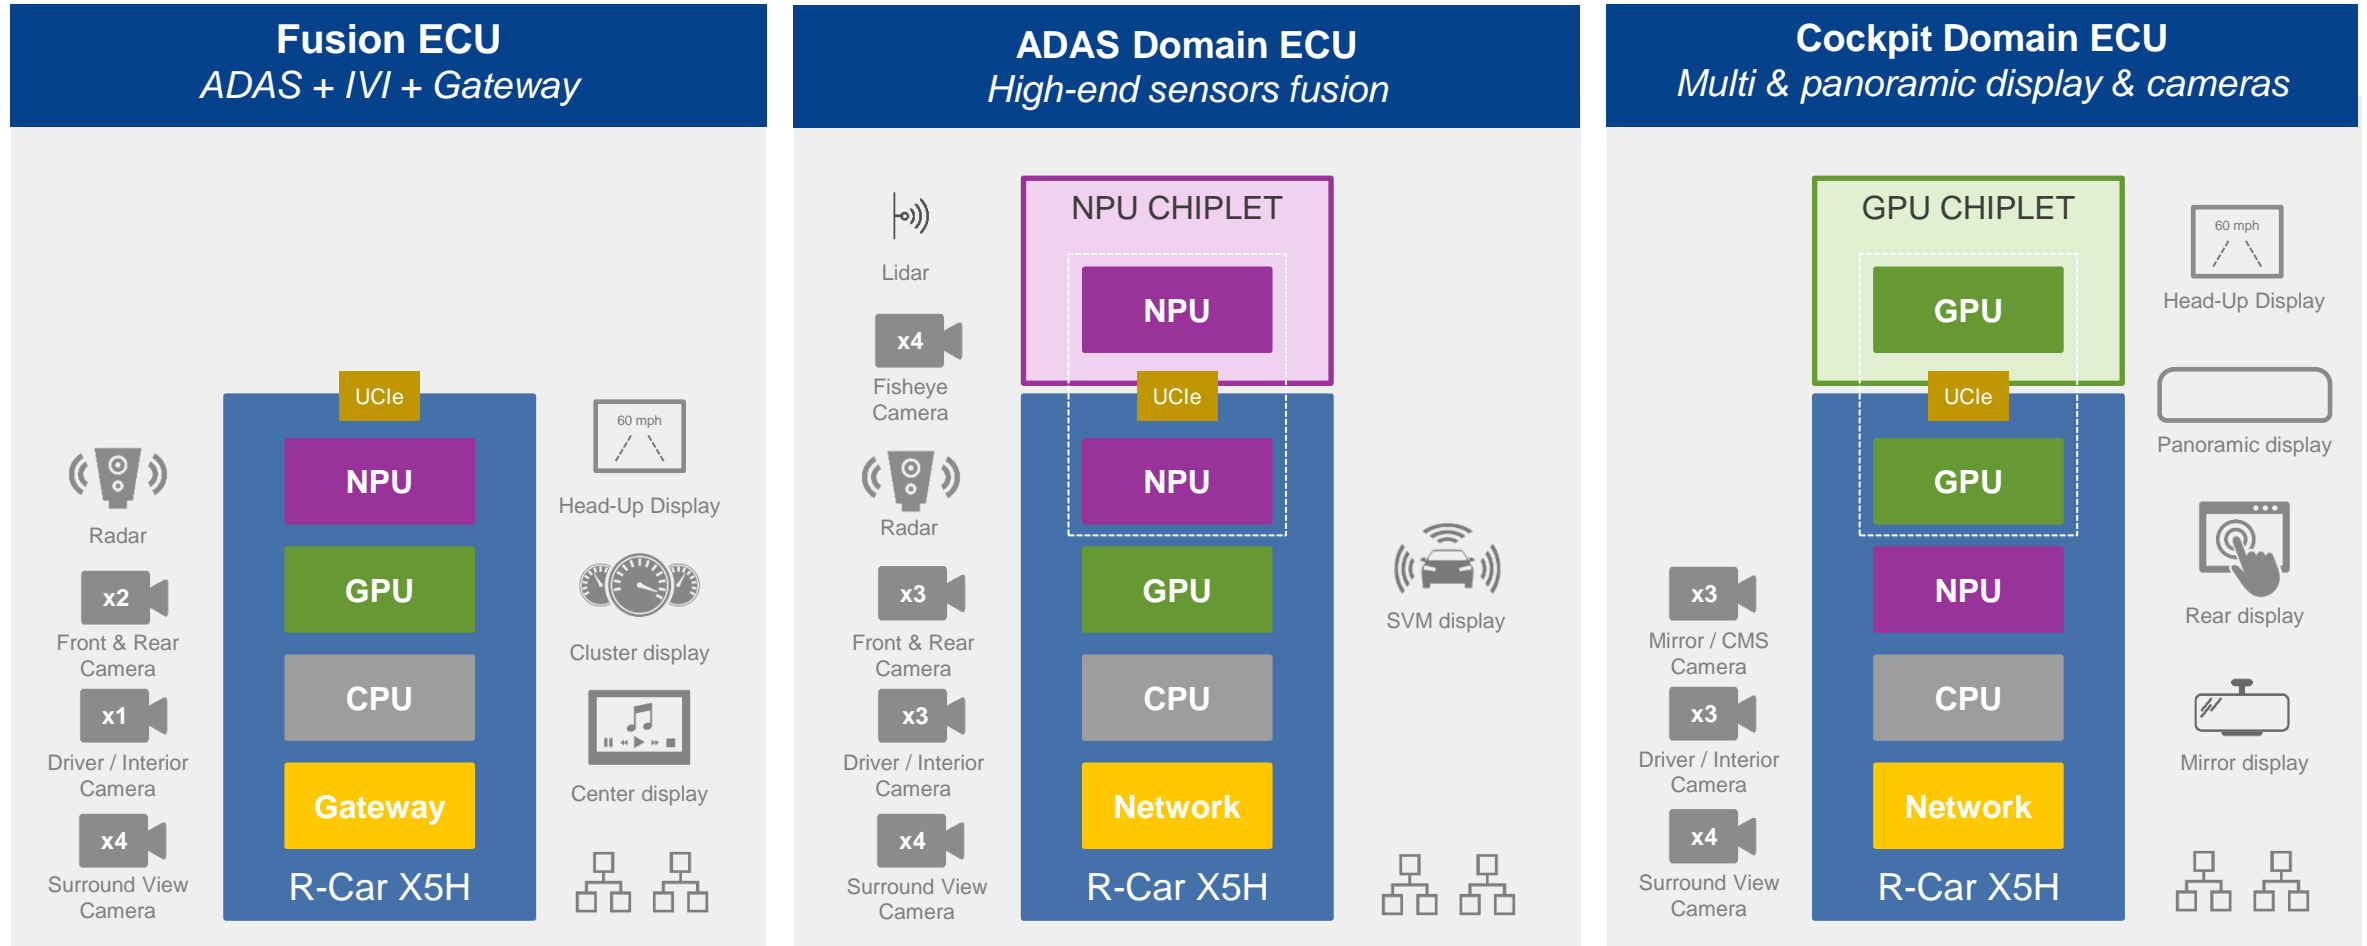 Fusion ECU
ADAS + IVI + Gateway
UCIe
NPU
GPU
CPU
Gateway
R-Car X5H
Radar
x2
Front & Rear
Camera
x1
Driver / Interior
Camera
x4
Surround View
Camera
60 mph
Head-Up Display
Cluster display
Center display
ADAS Domain ECU
High-end sensors fusion
NPU CHIPLET
NPU
UCIe
NPU
GPU
CPU
Network
R-Car X5H
Lidar
x4
Fisheye
Camera
Radar
x3
Front & Rear
Camera
x3
Driver / Interior
Camera
x4
Surround View
Camera
SVM display
Cockpit Domain ECU
Multi & panoramic display & cameras
GPU CHIPLET
GPU
UCIe
GPU
NPU
CPU
Network
R-Car X5H
x3
Mirror / CMS
Camera
x3
Driver / Interior
Camera
x4
Surround View
Camera
60 mph
Head-Up Display
Panoramic display
Rear display
Mirror display